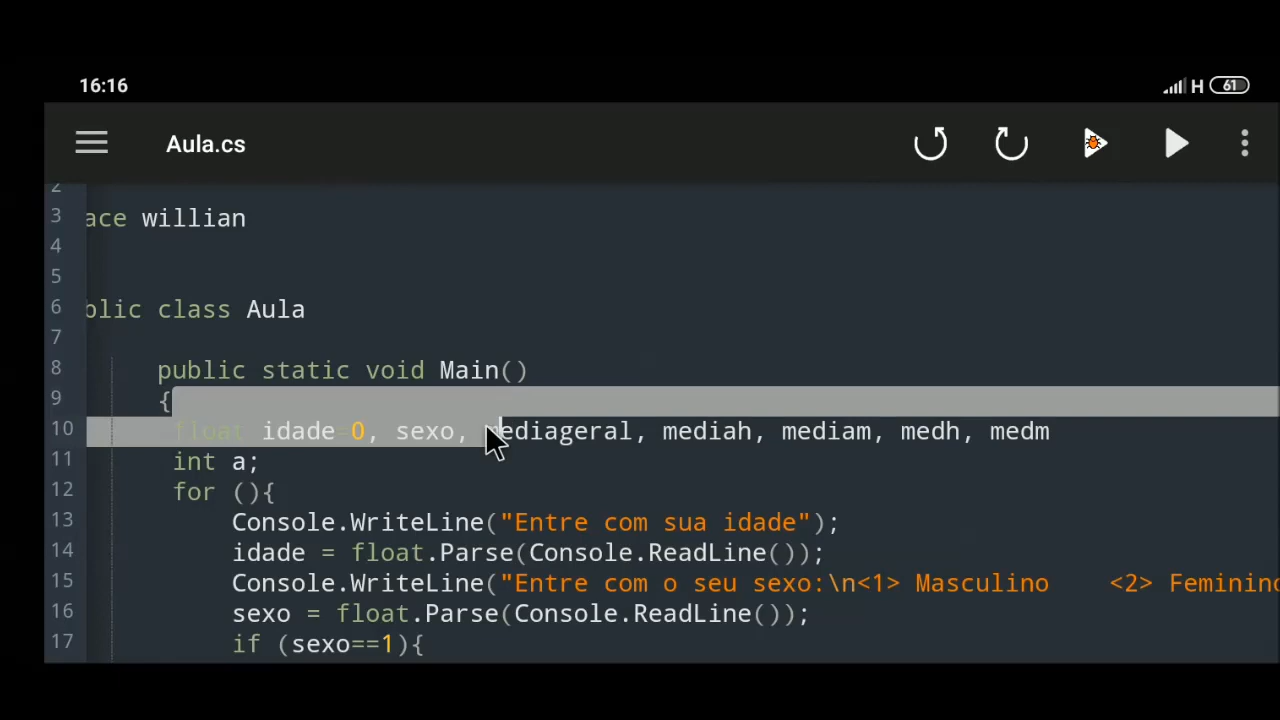 16:16 H 61
Aula.cs
2
3 ace willian
4
5
6 blic class Aula
7
8 public static void Main()
9 {
10 float idade=0, sexo, mediageral, mediah, mediam, medh, medm
11 int a;
12 for (){
13 Console.WriteLine("Entre com sua idade");
14 idade = float.Parse(Console.ReadLine());
15 Console.WriteLine("Entre com o seu sexo:\n<1> Masculino    <2> Feminino
16 sexo = float.Parse(Console.ReadLine());
17 if (sexo==1){